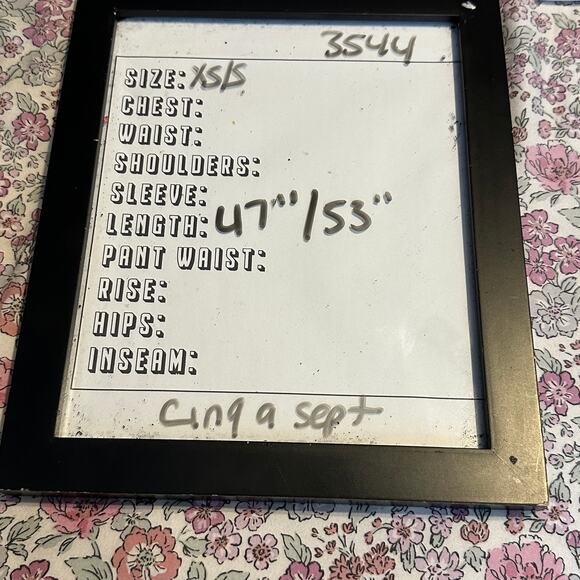 3544
SIZE: XS/S
CHEST:
WAIST:
SHOULDERS:
SLEEVE:
LENGTH: 47"'/53"
PANT WAIST:
RISE:
HIPS:
INSEAM:
cinq a sept